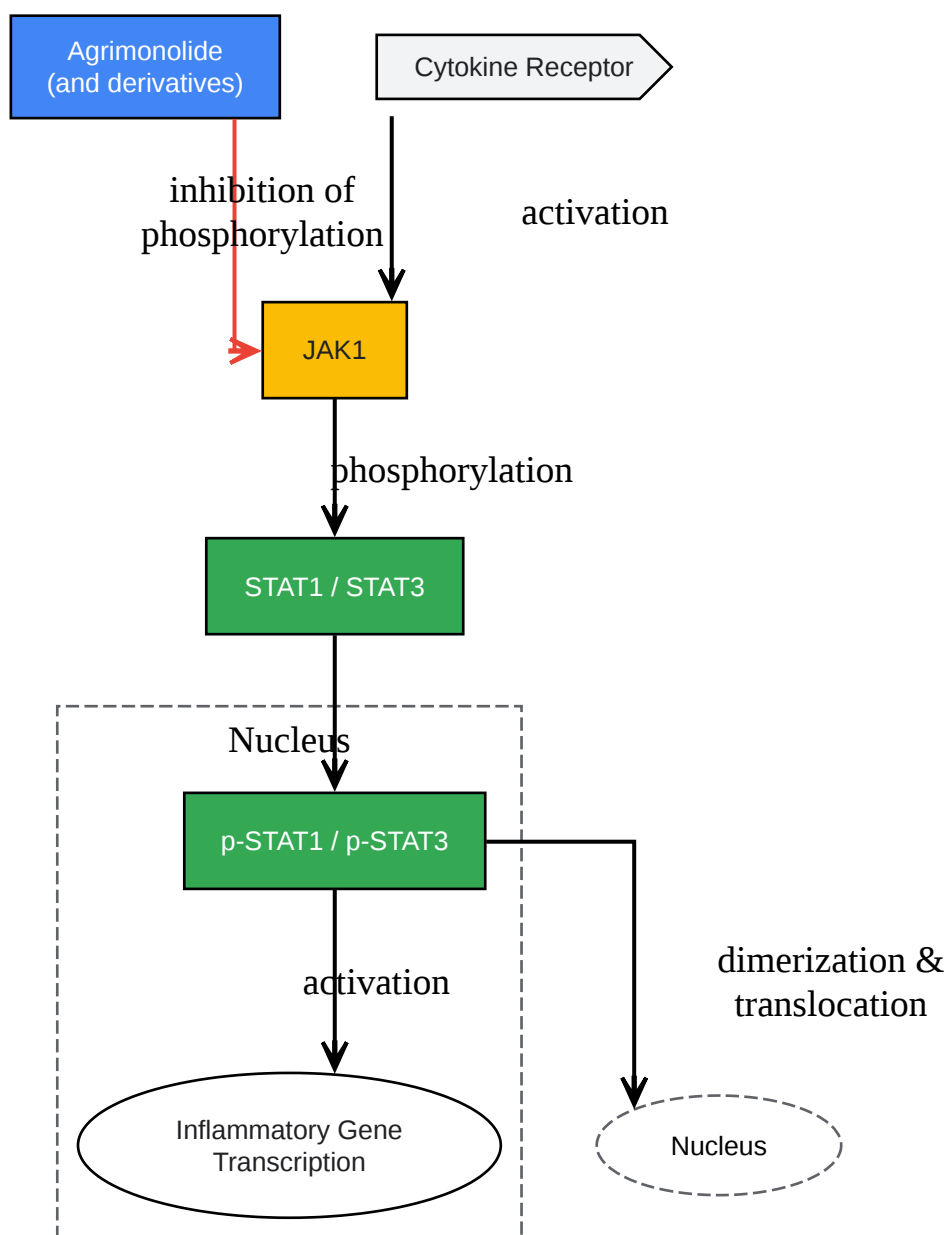 Agrimonolide
(and derivatives)
Cytokine Receptor
inhibition of
phosphorylation
activation
JAK1
phosphorylation
STAT1 / STAT3
Nucleus
p-STAT1 / p-STAT3
activation
dimerization &
translocation
Inflammatory Gene
Transcription
Nucleus